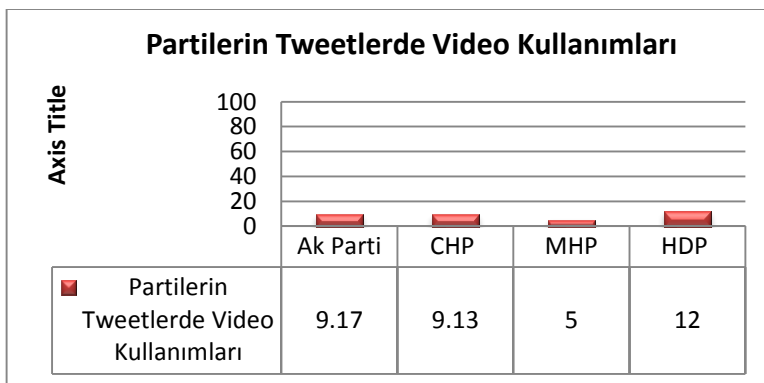 Partilerin Tweetlerde Video Kullanımları
Axis Title
100
80
60
40
20
0
Ak Parti CHP MHP HDP
Partilerin
Tweetlerde Video
Kullanımları
9.17 9.13 5 12